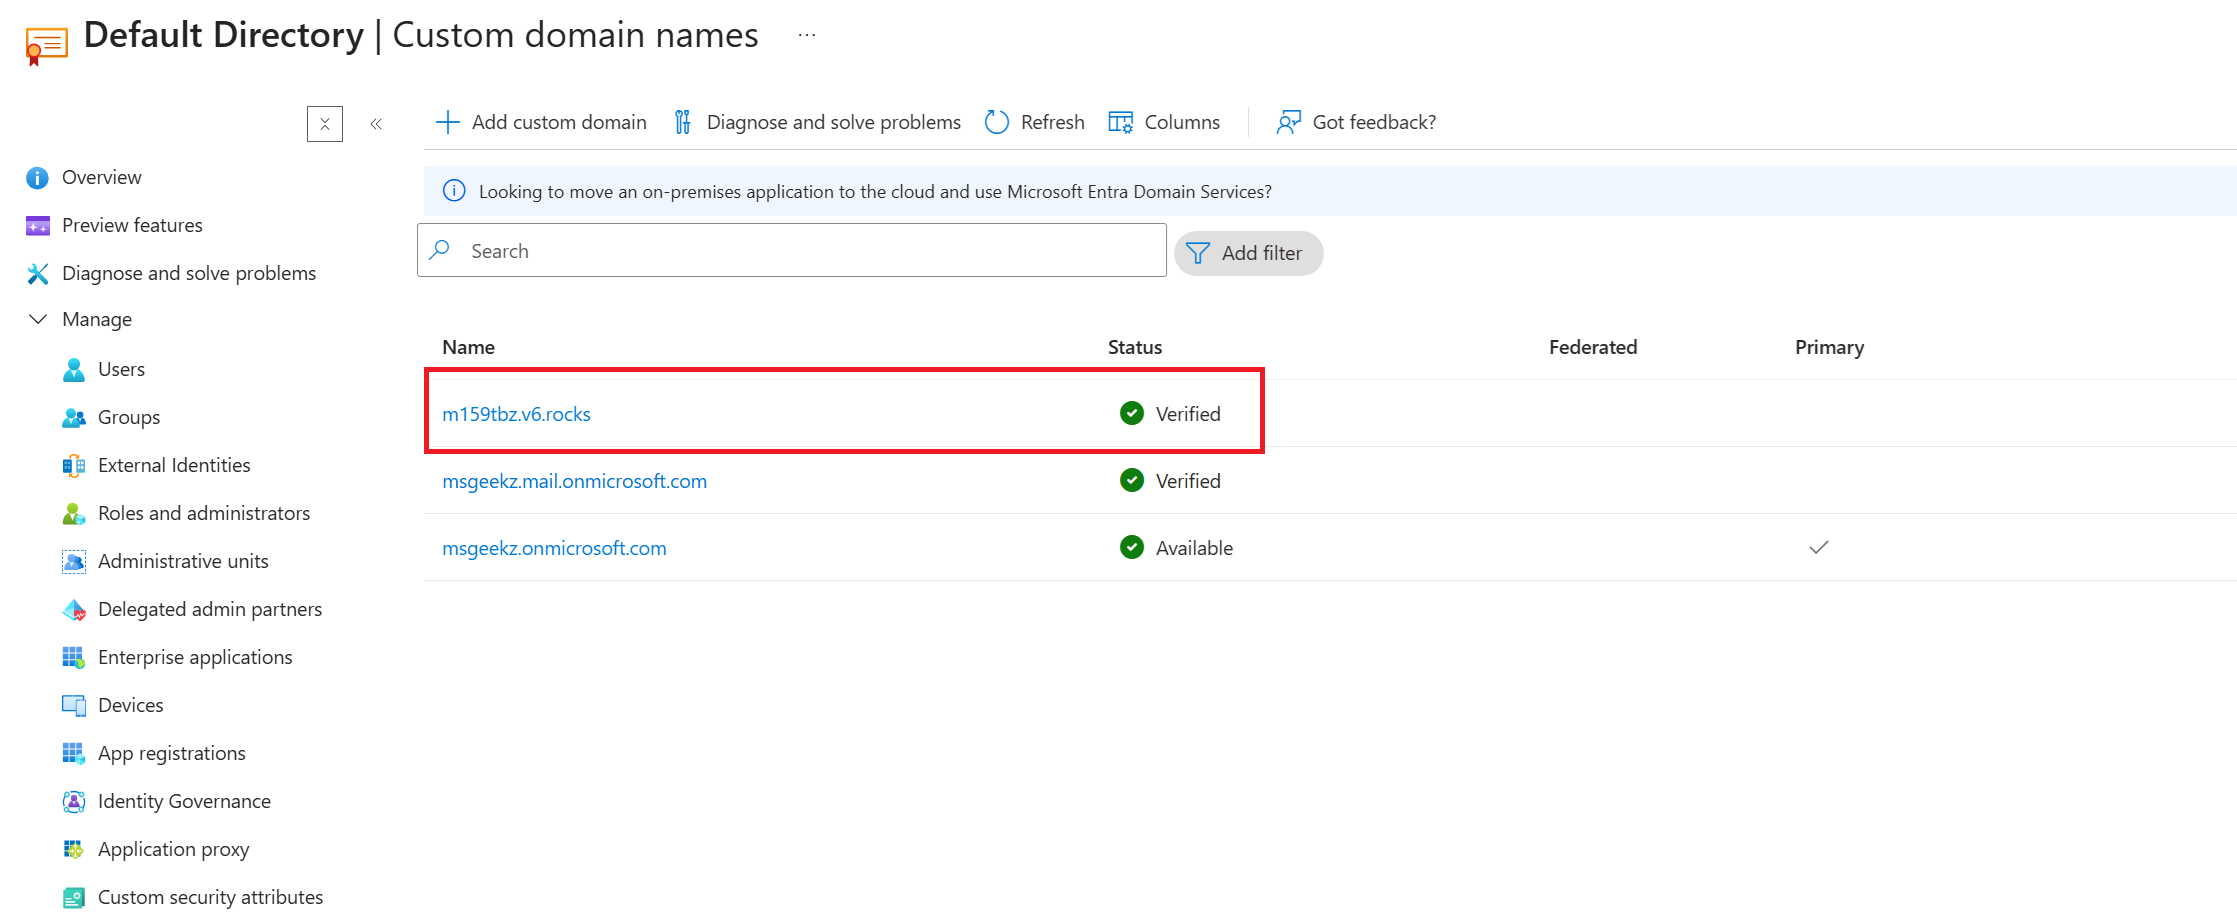 Default Directory | Custom domain names ...
Add custom domain Diagnose and solve problems Refresh Columns Got feedback?
Overview
Preview features
Diagnose and solve problems
Manage
Users
Groups
External Identities
Roles and administrators
Administrative units
Delegated admin partners
Enterprise applications
Devices
App registrations
Identity Governance
Application proxy
Custom security attributes
Looking to move an on-premises application to the cloud and use Microsoft Entra Domain Services?
Search Add filter
Name Status Federated Primary
m159tbz.v6.rocks Verified
msgeekz.mail.onmicrosoft.com Verified
msgeekz.onmicrosoft.com Available